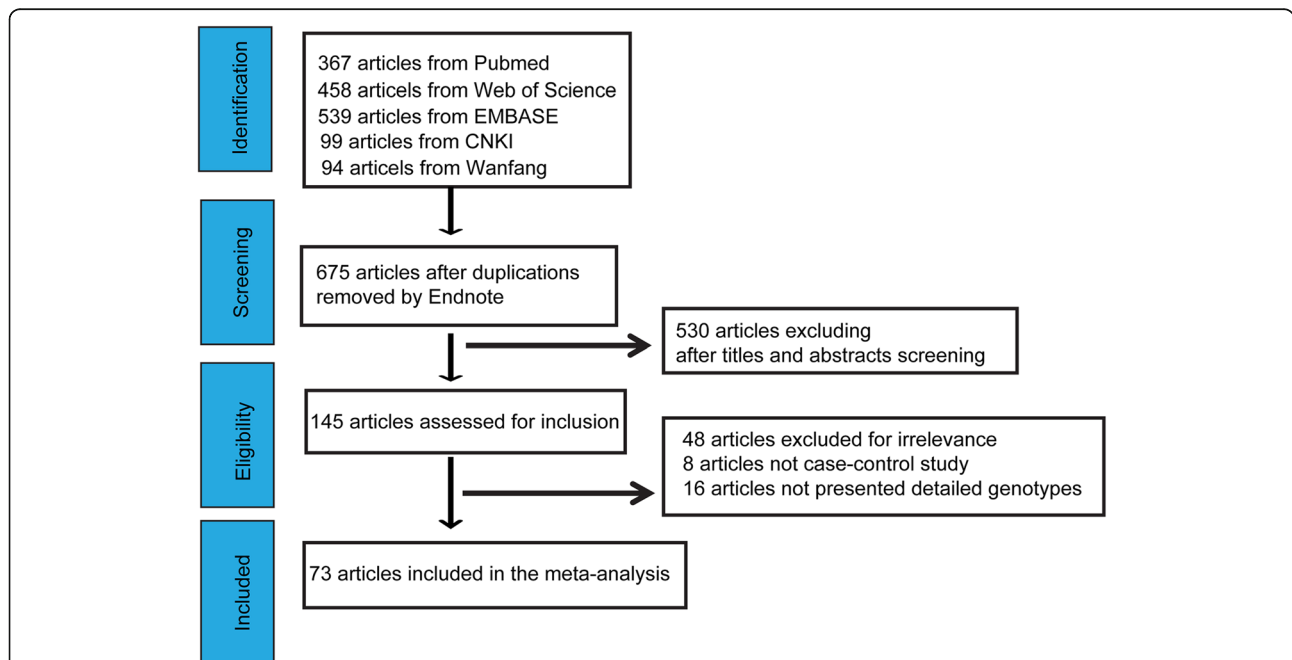 Identification
367 articles from Pubmed
458 articels from Web of Science
539 articles from EMBASE
99 articles from CNKI
94 articels from Wanfang
Screening
675 articles after duplications
removed by Endnote
530 articles excluding
after titles and abstracts screening
Eligibility
145 articles assessed for inclusion
48 articles excluded for irrelevance
8 articles not case-control study
16 articles not presented detailed genotypes
Included
73 articles included in the meta-analysis